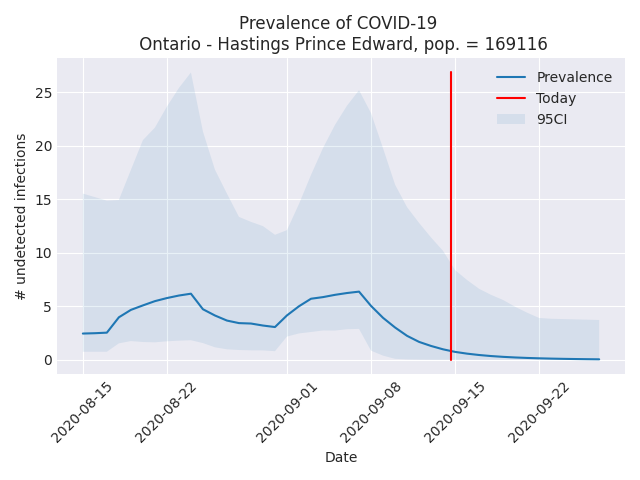 Prevalence of COVID-19
Ontario - Hastings Prince Edward, pop. = 169116
# undetected infections
25
20
15
10
5
0
Prevalence
Today
95CI
2020-08-15
2020-08-22
2020-09-01
2020-09-08
2020-09-15
2020-09-22
Date